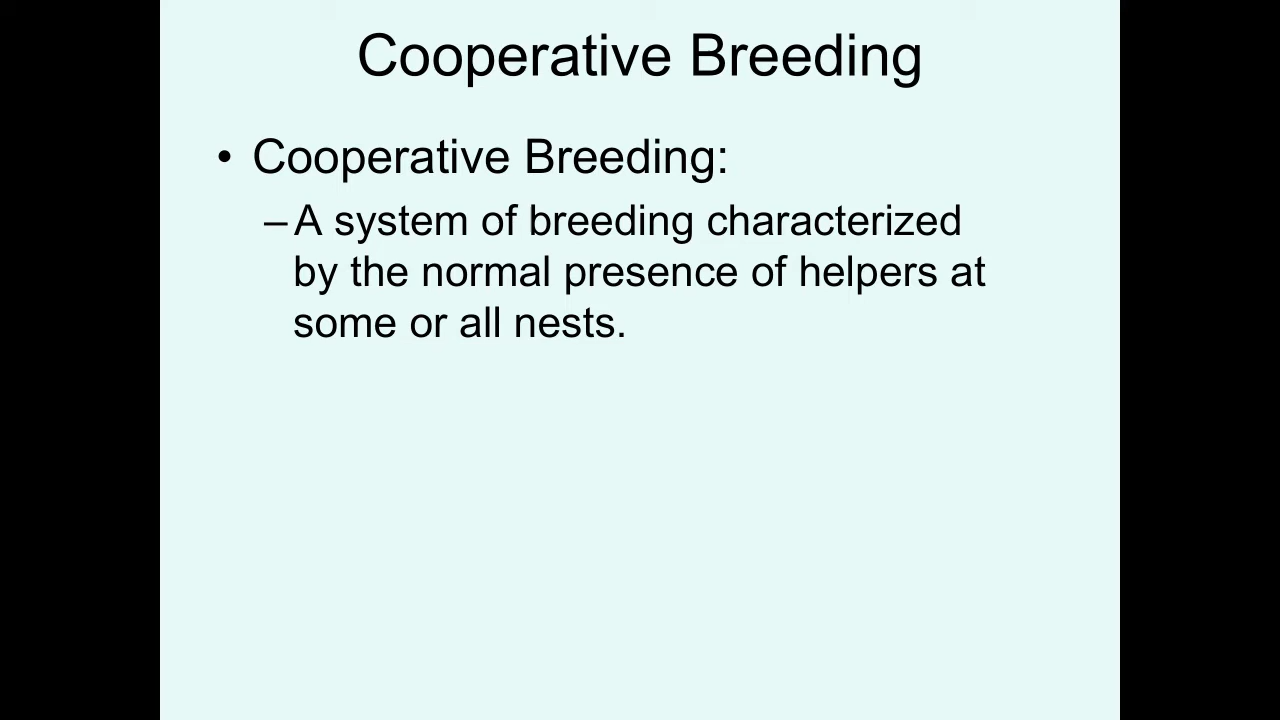 Cooperative Breeding
• Cooperative Breeding:
–A system of breeding characterized
by the normal presence of helpers at
some or all nests.